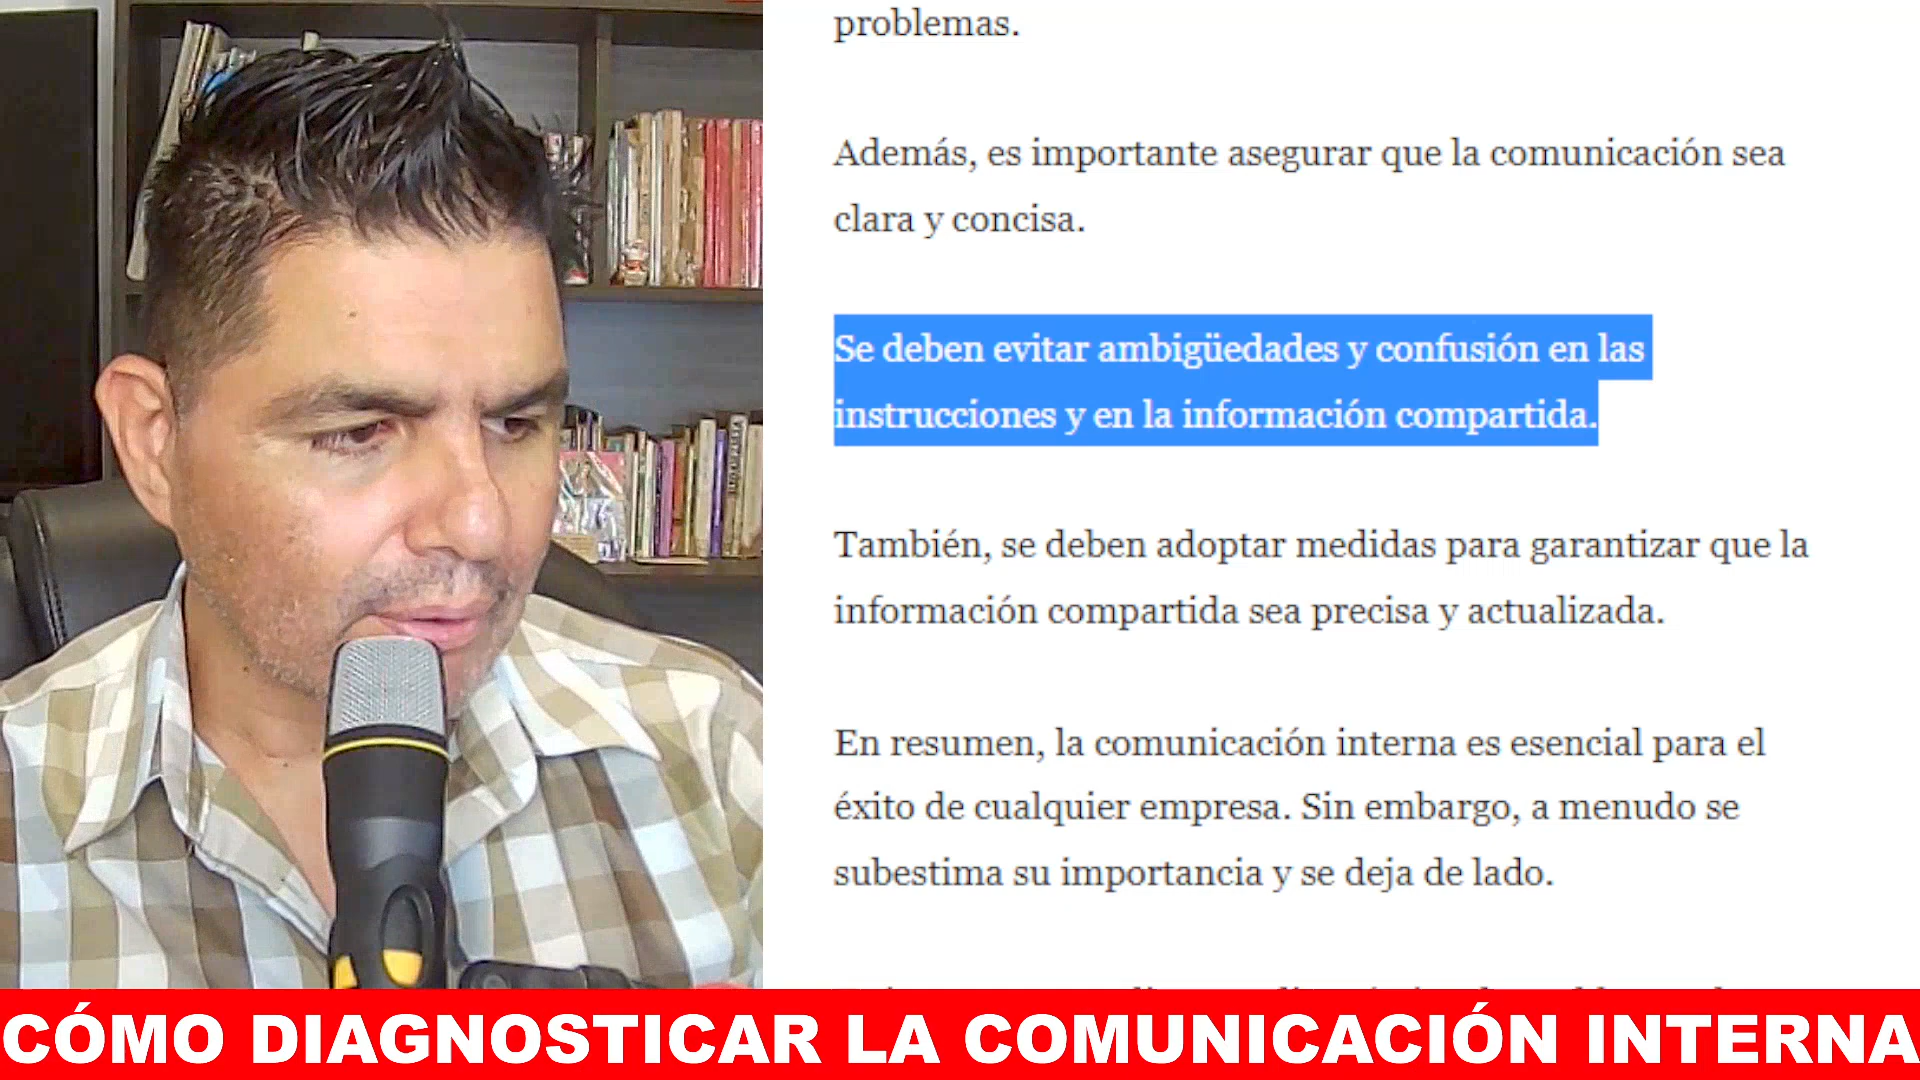 problemas.
Además, es importante asegurar que la comunicación sea
clara y concisa.
Se deben evitar ambigüedades y confusión en las
instrucciones y en la información compartida.
También, se deben adoptar medidas para garantizar que la
información compartida sea precisa y actualizada.
En resumen, la comunicación interna es esencial para el
éxito de cualquier empresa. Sin embargo, a menudo se
subestima su importancia y se deja de lado.
CÓMO DIAGNOSTICAR LA COMUNICACIÓN INTERNA